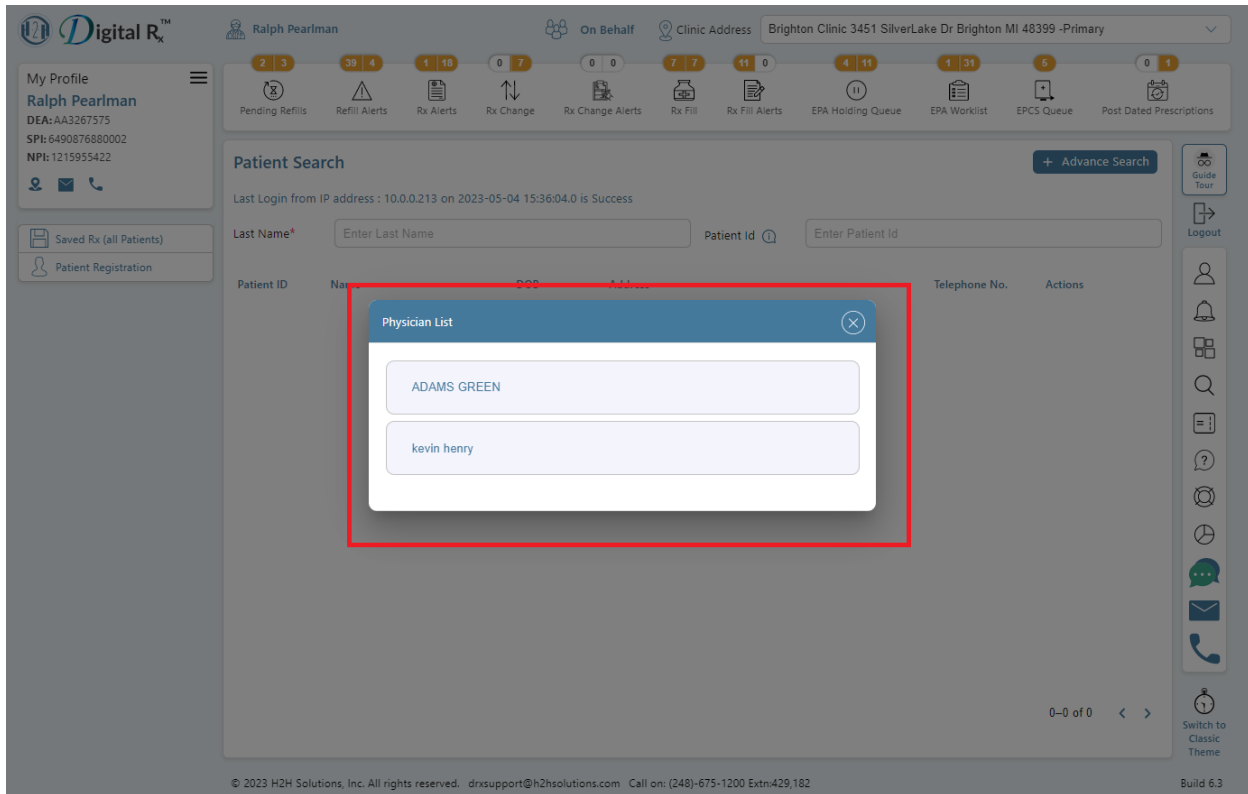 Digital Rx™
Ralph Pearlman
On Behalf
Clinic Address
Brighton Clinic 3451 SilverLake Dr Brighton MI 48399 -Primary
My Profile
Ralph Pearlman
DEA: AA3267575
SPI: 6490876880002
NPI: 1215955422
2 3
39 4
1 18
0 7
0 0
7 7
11 0
4 11
1 31
5
0 1
Pending Refills
Refill Alerts
Rx Alerts
Rx Change
Rx Change Alerts
Rx Fill
Rx Fill Alerts
EPA Holding Queue
EPA Worklist
EPCS Queue
Post Dated Prescriptions
Saved Rx (all Patients)
Patient Registration
Patient Search
+ Advance Search
Last Login from IP address : 10.0.0.213 on 2023-05-04 15:36:04.0 is Success
Last Name*
Enter Last Name
Patient Id
Enter Patient Id
Patient ID
Name
DOB
Address
Telephone No.
Actions
Physician List
ADAMS GREEN
kevin henry
0–0 of 0
Guide
Tour
Logout
Switch to
Classic
Theme
© 2023 H2H Solutions, Inc. All rights reserved. drxsupport@h2hsolutions.com Call on: (248)-675-1200 Extn:429,182
Build 6.3